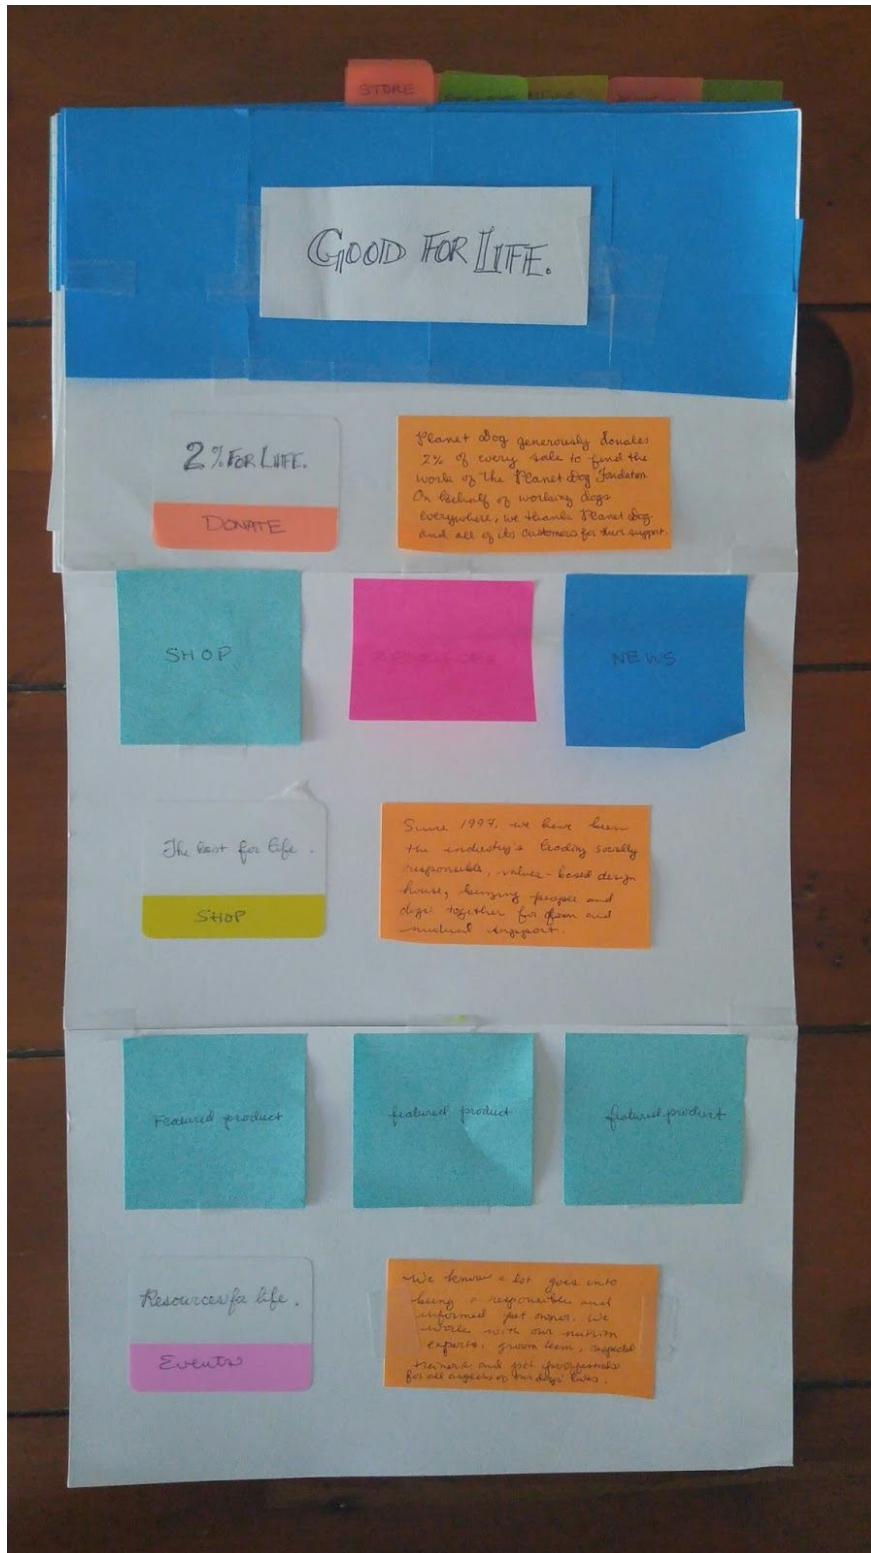 STORE
NEWS
GOOD FOR LIFE.
2% FOR LIFE.
DONATE
Planet Dog generously donates
2% of every sale to fund the
work of the Planet Dog Foundation.
On behalf of working dogs
everywhere, we thank Planet Dog
and all of its customers for their support.
SHOP
NEWS
The best for life.
SHOP
Since 1997, we have been
the industry's leading socially
responsible, values-based design
house, bringing people and
dogs together for fun and
mutual support.
Featured product
featured product
featured product
Resources for life.
Events
We know a lot goes into
being a responsible and
informed pet owner. We
work with our nutrition
experts, groom team,
trainers and pet professionals
for all aspects of our dogs' lives.